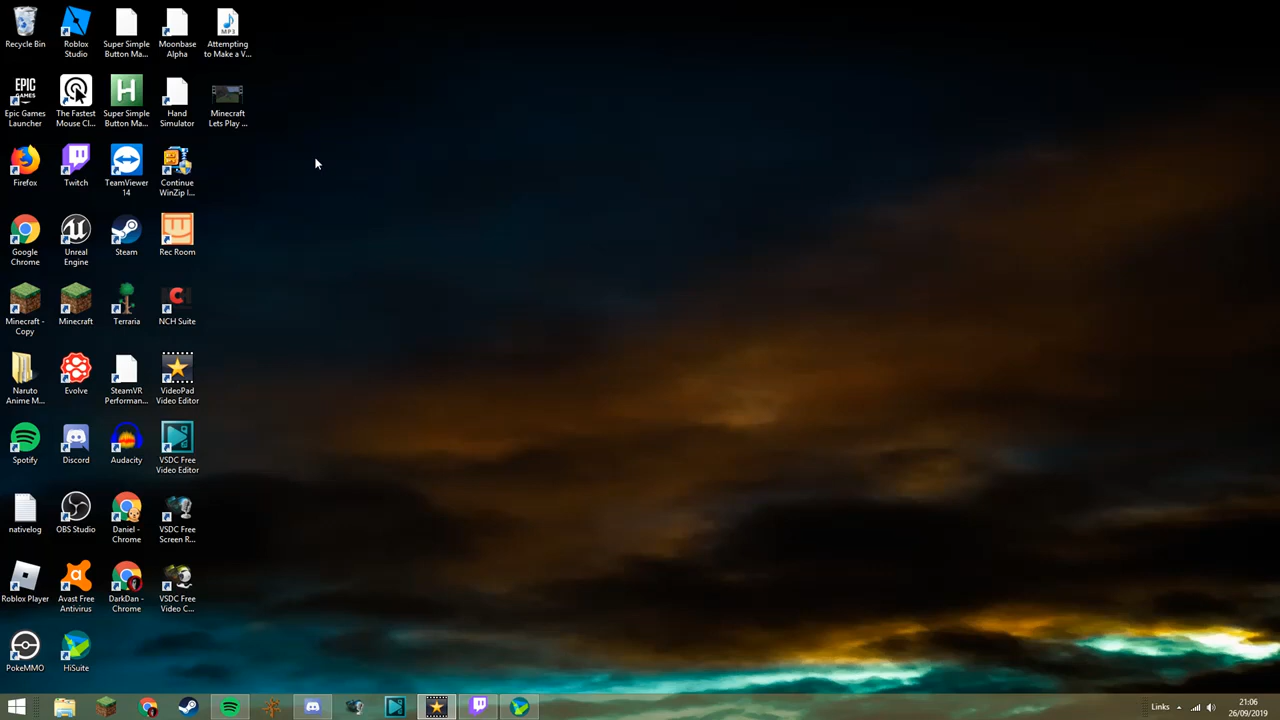 Recycle Bin
Roblox
Studio
Super Simple
Button Ma...
Moonbase
Alpha
MP3
Attempting
to Make a V...
EPIC
GAMES
Epic Games
Launcher
The Fastest
Mouse Cl...
H
Super Simple
Button Ma...
Hand
Simulator
Minecraft
Lets Play ...
Firefox
Twitch
TeamViewer
14
Continue
WinZip I...
Google
Chrome
Unreal
Engine
Steam
Rec Room
Minecraft -
Copy
Minecraft
Terraria
NCH Suite
Naruto
Anime M...
Evolve
SteamVR
Performan...
VideoPad
Video Editor
Spotify
Discord
Audacity
VSDC Free
Video Editor
nativelog
OBS Studio
Daniel -
Chrome
VSDC Free
Screen R...
Roblox Player
Avast Free
Antivirus
DarkDan -
Chrome
VSDC Free
Video C...
PokeMMO
HiSuite
Links
21:06
26/09/2019